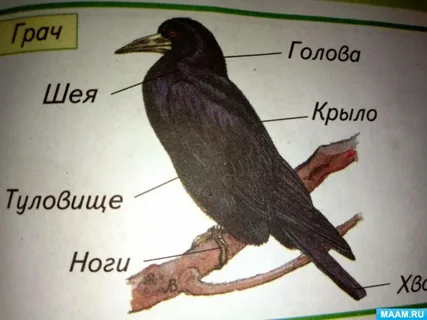 Грач
Голова
Шея
Крыло
Туловище
Ноги
MAAM.RU